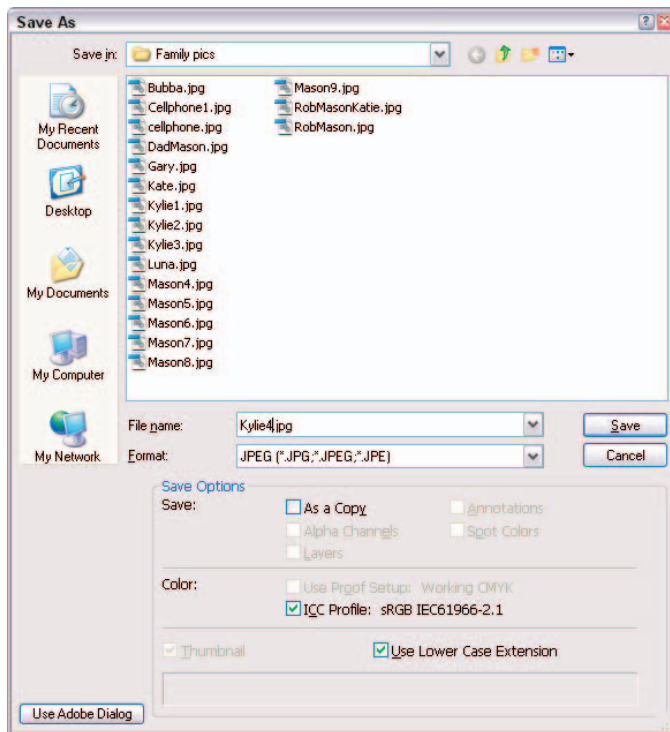 Save As
Save in: Family pics
My Recent
Documents
Desktop
My Documents
My Computer
My Network
Bubba.jpg
Cellphone1.jpg
cellphone.jpg
DadMason.jpg
Gary.jpg
Kate.jpg
Kylie1.jpg
Kylie2.jpg
Kylie3.jpg
Luna.jpg
Mason4.jpg
Mason5.jpg
Mason6.jpg
Mason7.jpg
Mason8.jpg
Mason9.jpg
RobMasonKatie.jpg
RobMason.jpg
File name: Kylie4.jpg Save
Format: JPEG (*.JPG;*.JPEG;*.JPE) Cancel
Save Options
Save: As a Copy Annotations
Alpha Channels Spot Colors
Layers
Color: Use Proof Setup: Working CMYK
ICC Profile: sRGB IEC61966-2.1
Thumbnail Use Lower Case Extension
Use Adobe Dialog